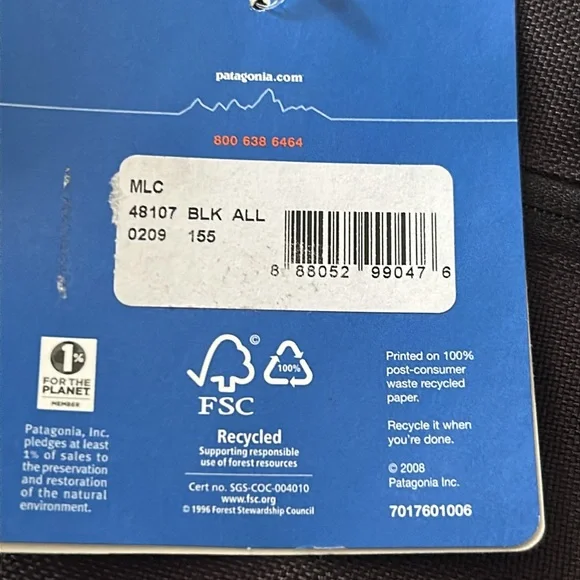 patagonia.com
800 638 6464
MLC
48107 BLK ALL
0209 155
8 88052 99047 6
1%
FOR THE
PLANET
MEMBER
Patagonia, Inc.
pledges at least
1% of sales to
the preservation
and restoration
of the natural
environment.
©
100%
FSC
Recycled
Supporting responsible
use of forest resources
Cert no. SGS-COC-004010
www.fsc.org
© 1996 Forest Stewardship Council
Printed on 100%
post-consumer
waste recycled
paper.
Recycle it when
you're done.
© 2008
Patagonia Inc.
7017601006